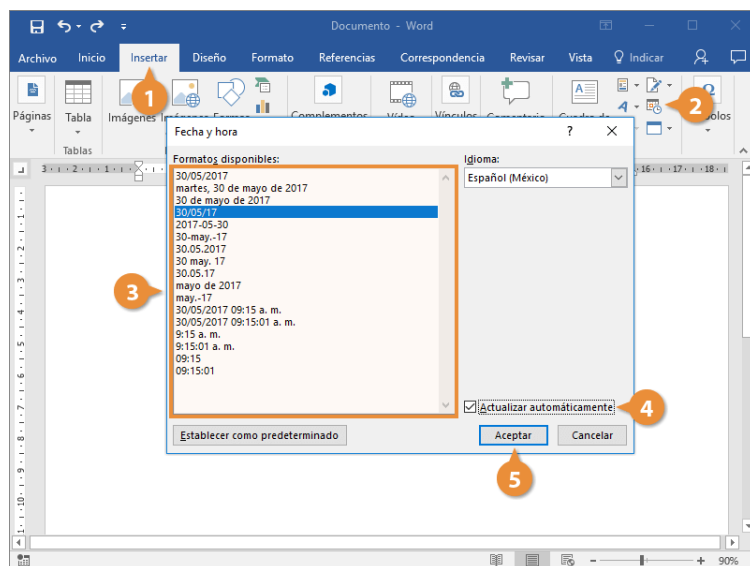 Documento - Word
Archivo Inicio Insertar Diseño Formato Referencias Correspondencia Revisar Vista Indicar
1
2
Páginas Tabla Imágenes
Tablas
Fecha y hora ? ×
Formatos disponibles:
Idioma:
30/05/2017
martes, 30 de mayo de 2017
30 de mayo de 2017
30/05/17
2017-05-30
30-may.-17
30.05.2017
30 may. 17
30.05.17
mayo de 2017
may.-17
30/05/2017 09:15 a. m.
30/05/2017 09:15:01 a. m.
9:15 a. m.
9:15:01 a. m.
09:15
09:15:01
Español (México)
3
Actualizar automáticamente
4
Establecer como predeterminado
Aceptar
Cancelar
5
90%